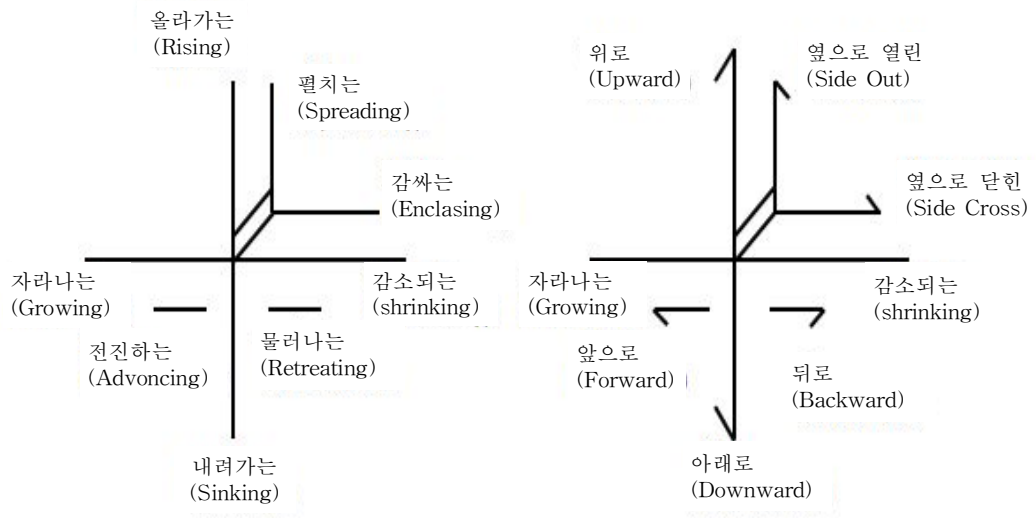 올라가는
(Rising)
펼치는
(Spreading)
감싸는
(Enclasing)
자라나는
(Growing)
감소되는
(shrinking)
전진하는
(Advoncing)
물러나는
(Retreating)
내려가는
(Sinking)
위로
(Upward)
옆으로 열린
(Side Out)
옆으로 닫힌
(Side Cross)
자라나는
(Growing)
감소되는
(shrinking)
앞으로
(Forward)
뒤로
(Backward)
아래로
(Downward)